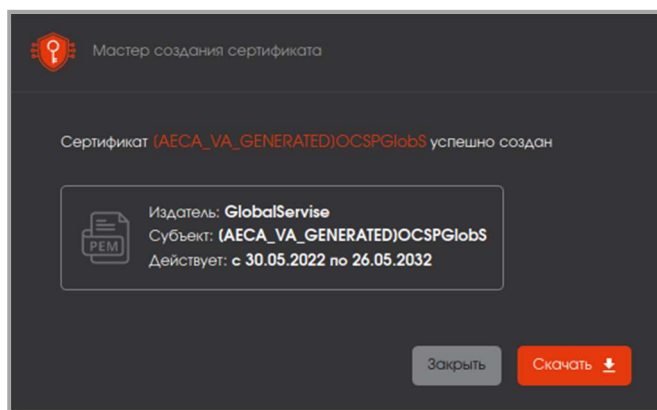 Мастер создания сертификата
Сертификат (AECA_VA_GENERATED)OCSPGlobS успешно создан
PEM
Издатель: GlobalServise
Субъект: (AECA_VA_GENERATED)OCSPGlobS
Действует: с 30.05.2022 по 26.05.2032
Закрыть
Скачать